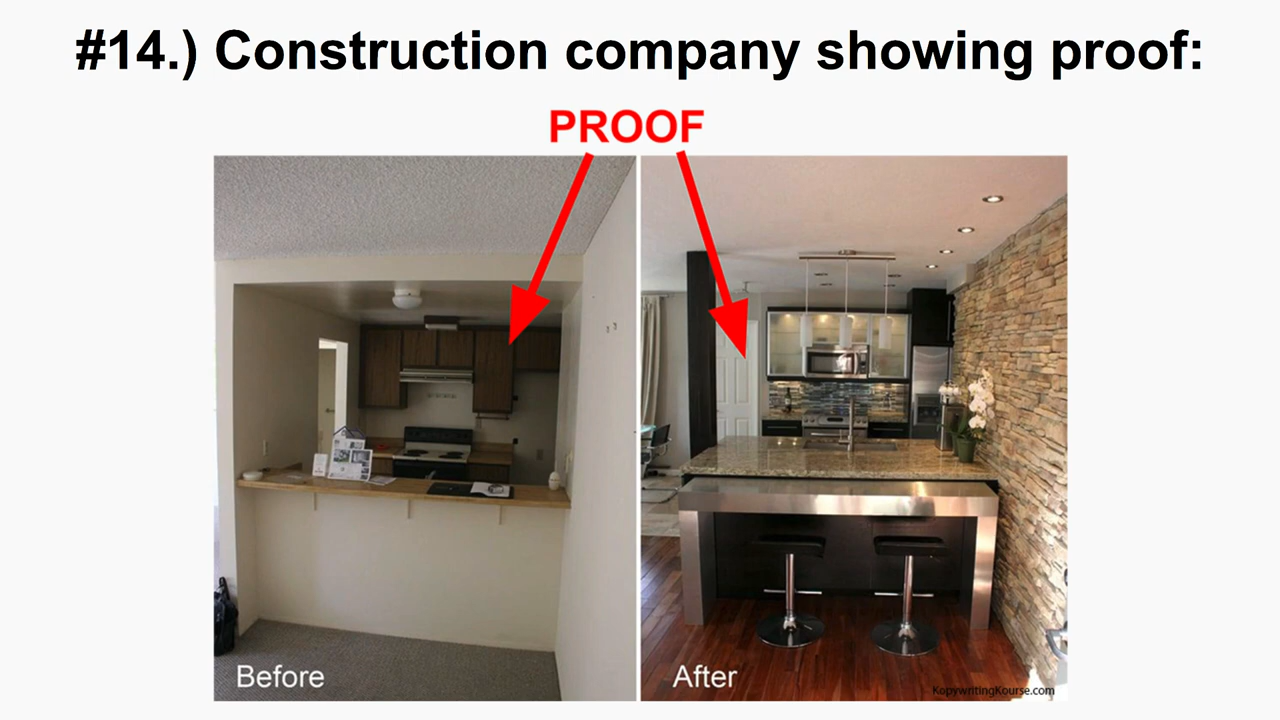 #14.) Construction company showing proof:
PROOF
Before
After
KopywritingKourse.com